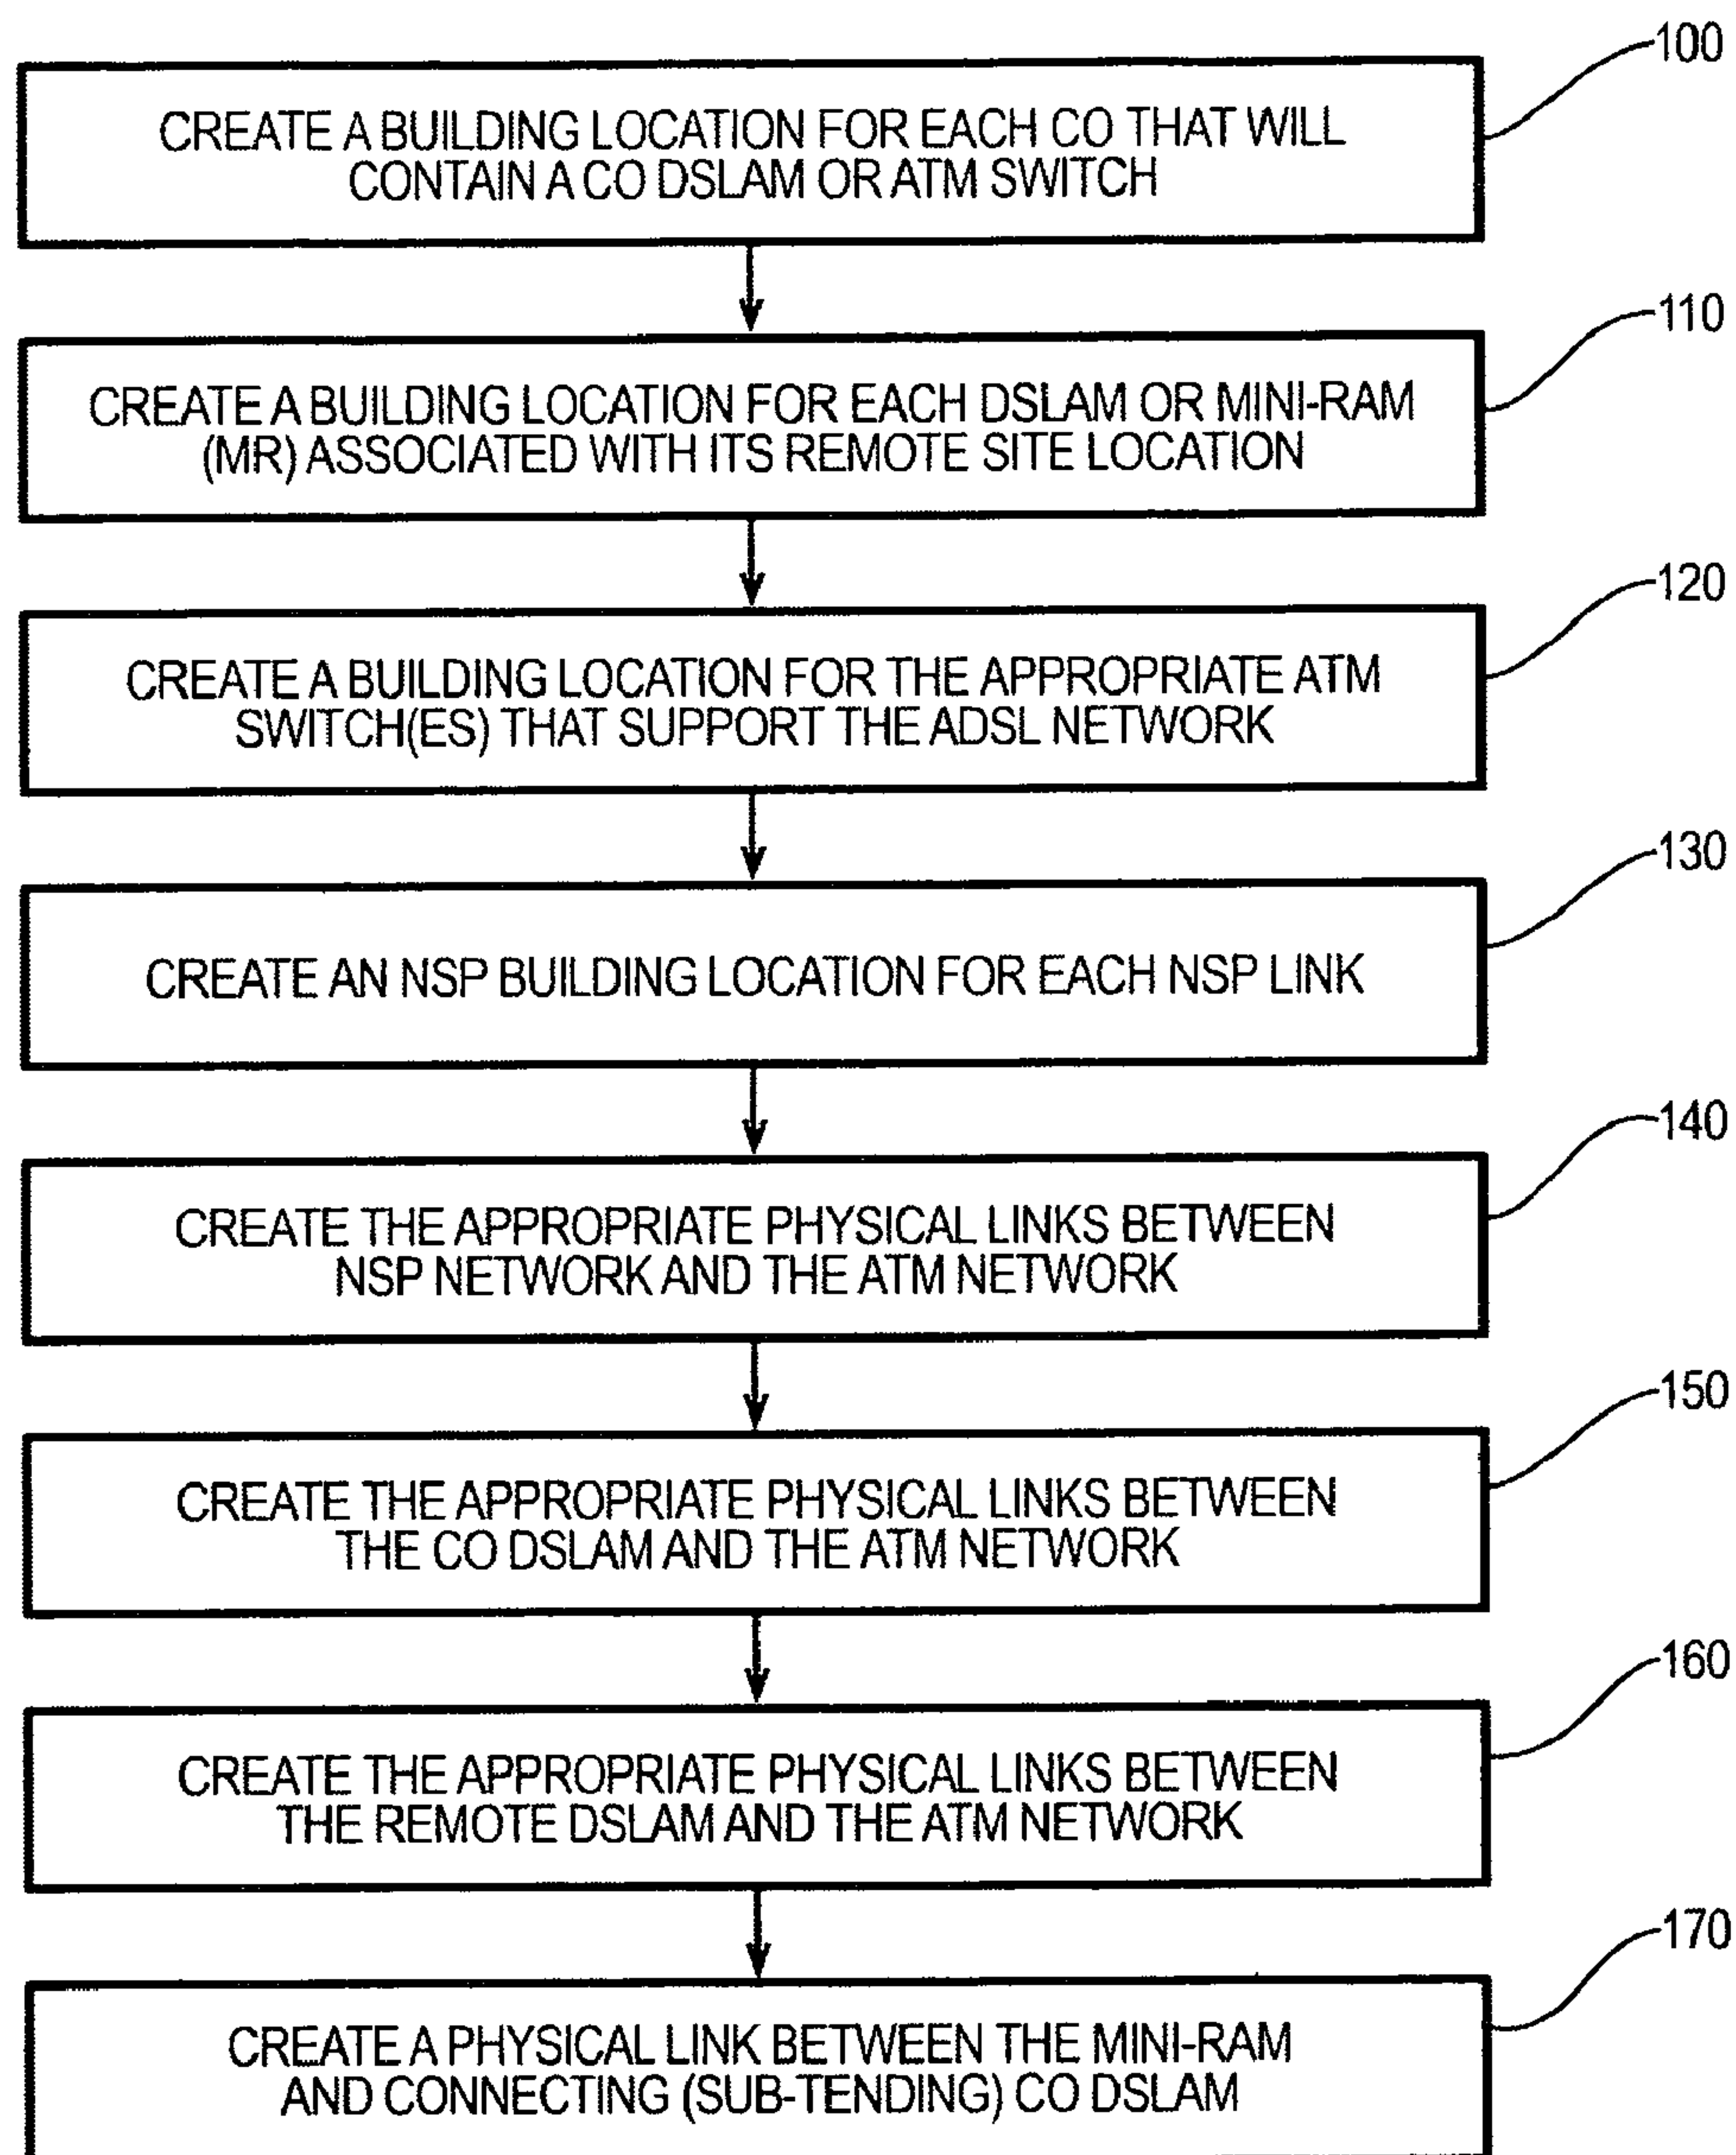 100
CREATE A BUILDING LOCATION FOR EACH CO THAT WILL
CONTAIN A CO DSLAM OR ATM SWITCH
110
CREATE A BUILDING LOCATION FOR EACH DSLAM OR MINI-RAM
(MR) ASSOCIATED WITH ITS REMOTE SITE LOCATION
120
CREATE A BUILDING LOCATION FOR THE APPROPRIATE ATM
SWITCH(ES) THAT SUPPORT THE ADSL NETWORK
130
CREATE AN NSP BUILDING LOCATION FOR EACH NSP LINK
140
CREATE THE APPROPRIATE PHYSICAL LINKS BETWEEN
NSP NETWORK AND THE ATM NETWORK
150
CREATE THE APPROPRIATE PHYSICAL LINKS BETWEEN
THE CO DSLAM AND THE ATM NETWORK
160
CREATE THE APPROPRIATE PHYSICAL LINKS BETWEEN
THE REMOTE DSLAM AND THE ATM NETWORK
170
CREATE A PHYSICAL LINK BETWEEN THE MINI-RAM
AND CONNECTING (SUB-TENDING) CO DSLAM